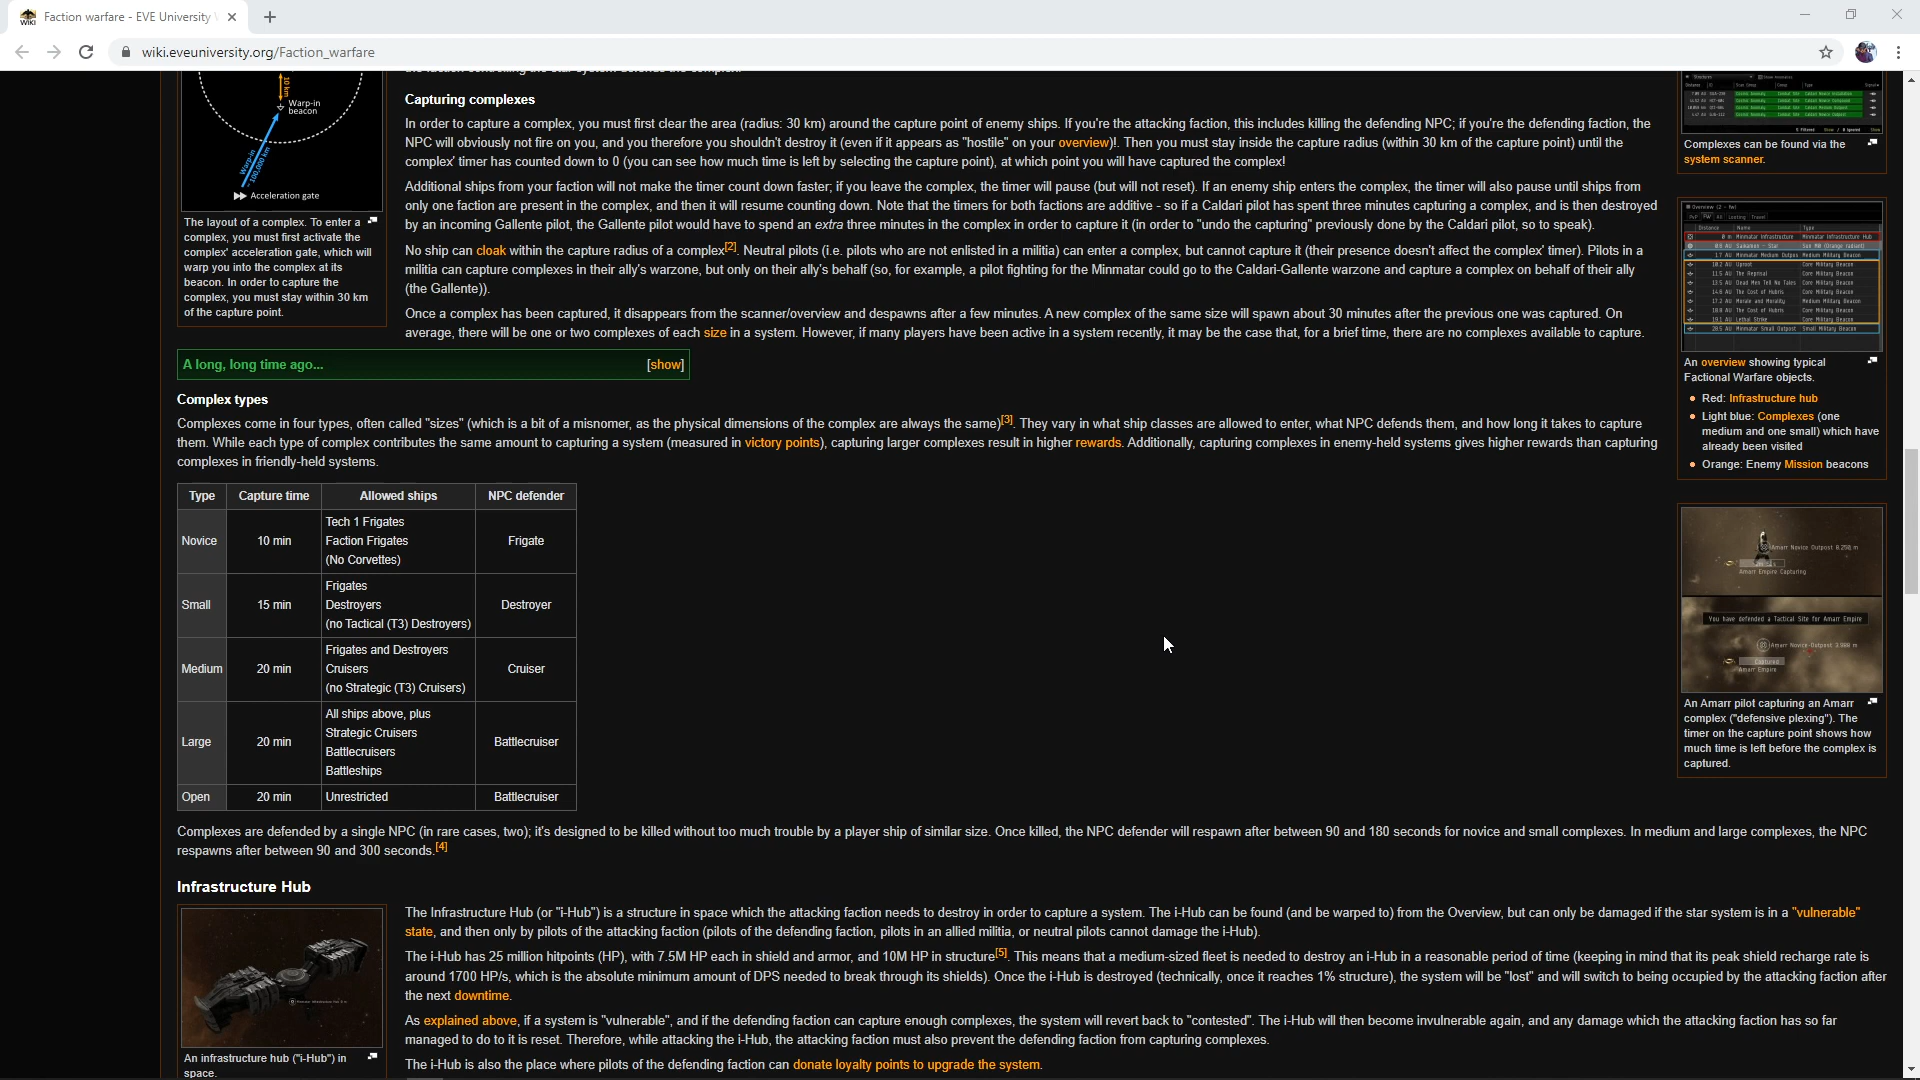 Faction warfare - EVE University
wiki.eveuniversity.org/Faction_warfare
10 km
Warp-in
beacon
Warp-in
~100,000 km
Acceleration gate
The layout of a complex. To enter a
complex, you must first activate the
complex' acceleration gate, which will
warp you into the complex at its
beacon. In order to capture the
complex, you must stay within 30 km
of the capture point.
Capturing complexes
In order to capture a complex, you must first clear the area (radius: 30 km) around the capture point of enemy ships. If you're the attacking faction, this includes killing the defending NPC; if you're the defending faction, the
NPC will obviously not fire on you, and you therefore you shouldn't destroy it (even if it appears as "hostile" on your overview)!. Then you must stay inside the capture radius (within 30 km of the capture point) until the
complex' timer has counted down to 0 (you can see how much time is left by selecting the capture point), at which point you will have captured the complex!
Additional ships from your faction will not make the timer count down faster; if you leave the complex, the timer will pause (but will not reset). If an enemy ship enters the complex, the timer will also pause until ships from
only one faction are present in the complex, and then it will resume counting down. Note that the timers for both factions are additive - so if a Caldari pilot has spent three minutes capturing a complex, and is then destroyed
by an incoming Gallente pilot, the Gallente pilot would have to spend an extra three minutes in the complex in order to capture it (in order to "undo the capturing" previously done by the Caldari pilot, so to speak).
No ship can cloak within the capture radius of a complex[2]. Neutral pilots (i.e. pilots who are not enlisted in a militia) can enter a complex, but cannot capture it (their presence doesn't affect the complex' timer). Pilots in a
militia can capture complexes in their ally's warzone, but only on their ally's behalf (so, for example, a pilot fighting for the Minmatar could go to the Caldari-Gallente warzone and capture a complex on behalf of their ally
(the Gallente)).
Once a complex has been captured, it disappears from the scanner/overview and despawns after a few minutes. A new complex of the same size will spawn about 30 minutes after the previous one was captured. On
average, there will be one or two complexes of each size in a system. However, if many players have been active in a system recently, it may be the case that, for a brief time, there are no complexes available to capture.
A long, long time ago... [show]
Complex types
Complexes come in four types, often called "sizes" (which is a bit of a misnomer, as the physical dimensions of the complex are always the same)[3]. They vary in what ship classes are allowed to enter, what NPC defends them, and how long it takes to capture
them. While each type of complex contributes the same amount to capturing a system (measured in victory points), capturing larger complexes result in higher rewards. Additionally, capturing complexes in enemy-held systems gives higher rewards than capturing
complexes in friendly-held systems.
Type Capture time Allowed ships NPC defender
Tech 1 Frigates
Novice 10 min Faction Frigates Frigate
(No Corvettes)
Frigates
Small 15 min Destroyers Destroyer
(no Tactical (T3) Destroyers)
Frigates and Destroyers
Medium 20 min Cruisers Cruiser
(no Strategic (T3) Cruisers)
All ships above, plus
Strategic Cruisers
Large 20 min Battlecruiser
Battlecruisers
Battleships
Open 20 min Unrestricted Battlecruiser
Complexes are defended by a single NPC (in rare cases, two); it's designed to be killed without too much trouble by a player ship of similar size. Once killed, the NPC defender will respawn after between 90 and 180 seconds for novice and small complexes. In medium and large complexes, the NPC
respawns after between 90 and 300 seconds.[4]
Infrastructure Hub
The Infrastructure Hub (or "i-Hub") is a structure in space which the attacking faction needs to destroy in order to capture a system. The i-Hub can be found (and be warped to) from the Overview, but can only be damaged if the star system is in a "vulnerable"
state, and then only by pilots of the attacking faction (pilots of the defending faction, pilots in an allied militia, or neutral pilots cannot damage the i-Hub).
The i-Hub has 25 million hitpoints (HP), with 7.5M HP each in shield and armor, and 10M HP in structure[5]. This means that a medium-sized fleet is needed to destroy an i-Hub in a reasonable period of time (keeping in mind that its peak shield recharge rate is
around 1700 HP/s, which is the absolute minimum amount of DPS needed to break through its shields). Once the i-Hub is destroyed (technically, once it reaches 1% structure), the system will be "lost" and will switch to being occupied by the attacking faction after
the next downtime.
As explained above, if a system is "vulnerable", and if the defending faction can capture enough complexes, the system will revert back to "contested". The i-Hub will then become invulnerable again, and any damage which the attacking faction has so far
managed to do to it is reset. Therefore, while attacking the i-Hub, the attacking faction must also prevent the defending faction from capturing complexes.
The i-Hub is also the place where pilots of the defending faction can donate loyalty points to upgrade the system.
An infrastructure hub ("i-Hub") in
space.
Complexes can be found via the
system scanner.
An overview showing typical
Factional Warfare objects.
Red: Infrastructure hub
Light blue: Complexes (one
medium and one small) which have
already been visited
Orange: Enemy Mission beacons
Amarr Novice Outpost 8,258 m
Amarr Empire Capturing
You have defended a Tactical Site for Amarr Empire
Captured
Amarr Empire
An Amarr pilot capturing an Amarr
complex ("defensive plexing"). The
timer on the capture point shows how
much time is left before the complex is
captured.